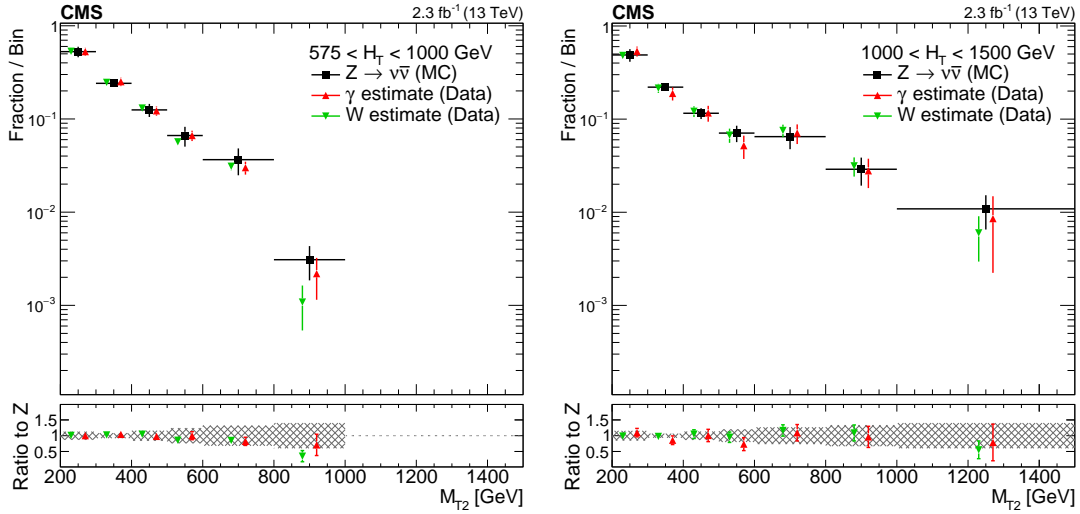 CMS
2.3 fb⁻¹ (13 TeV)
575 < H_T < 1000 GeV
Z → νν̄ (MC)
γ estimate (Data)
W estimate (Data)
Fraction / Bin
1
10⁻¹
10⁻²
10⁻³
Ratio to Z
1.5
1
0.5
200 400 600 800 1000 1200 1400
M_T2 [GeV]
CMS
2.3 fb⁻¹ (13 TeV)
1000 < H_T < 1500 GeV
Z → νν̄ (MC)
γ estimate (Data)
W estimate (Data)
Fraction / Bin
1
10⁻¹
10⁻²
10⁻³
Ratio to Z
1.5
1
0.5
200 400 600 800 1000 1200 1400
M_T2 [GeV]